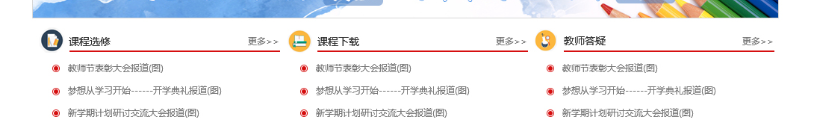 课程选修 更多>>
教师节表彰大会报道(图)
梦想从学习开始------开学典礼报道(图)
新学期计划研讨交流大会报道(图)
课程下载 更多>>
教师节表彰大会报道(图)
梦想从学习开始------开学典礼报道(图)
新学期计划研讨交流大会报道(图)
教师答疑 更多>>
教师节表彰大会报道(图)
梦想从学习开始------开学典礼报道(图)
新学期计划研讨交流大会报道(图)